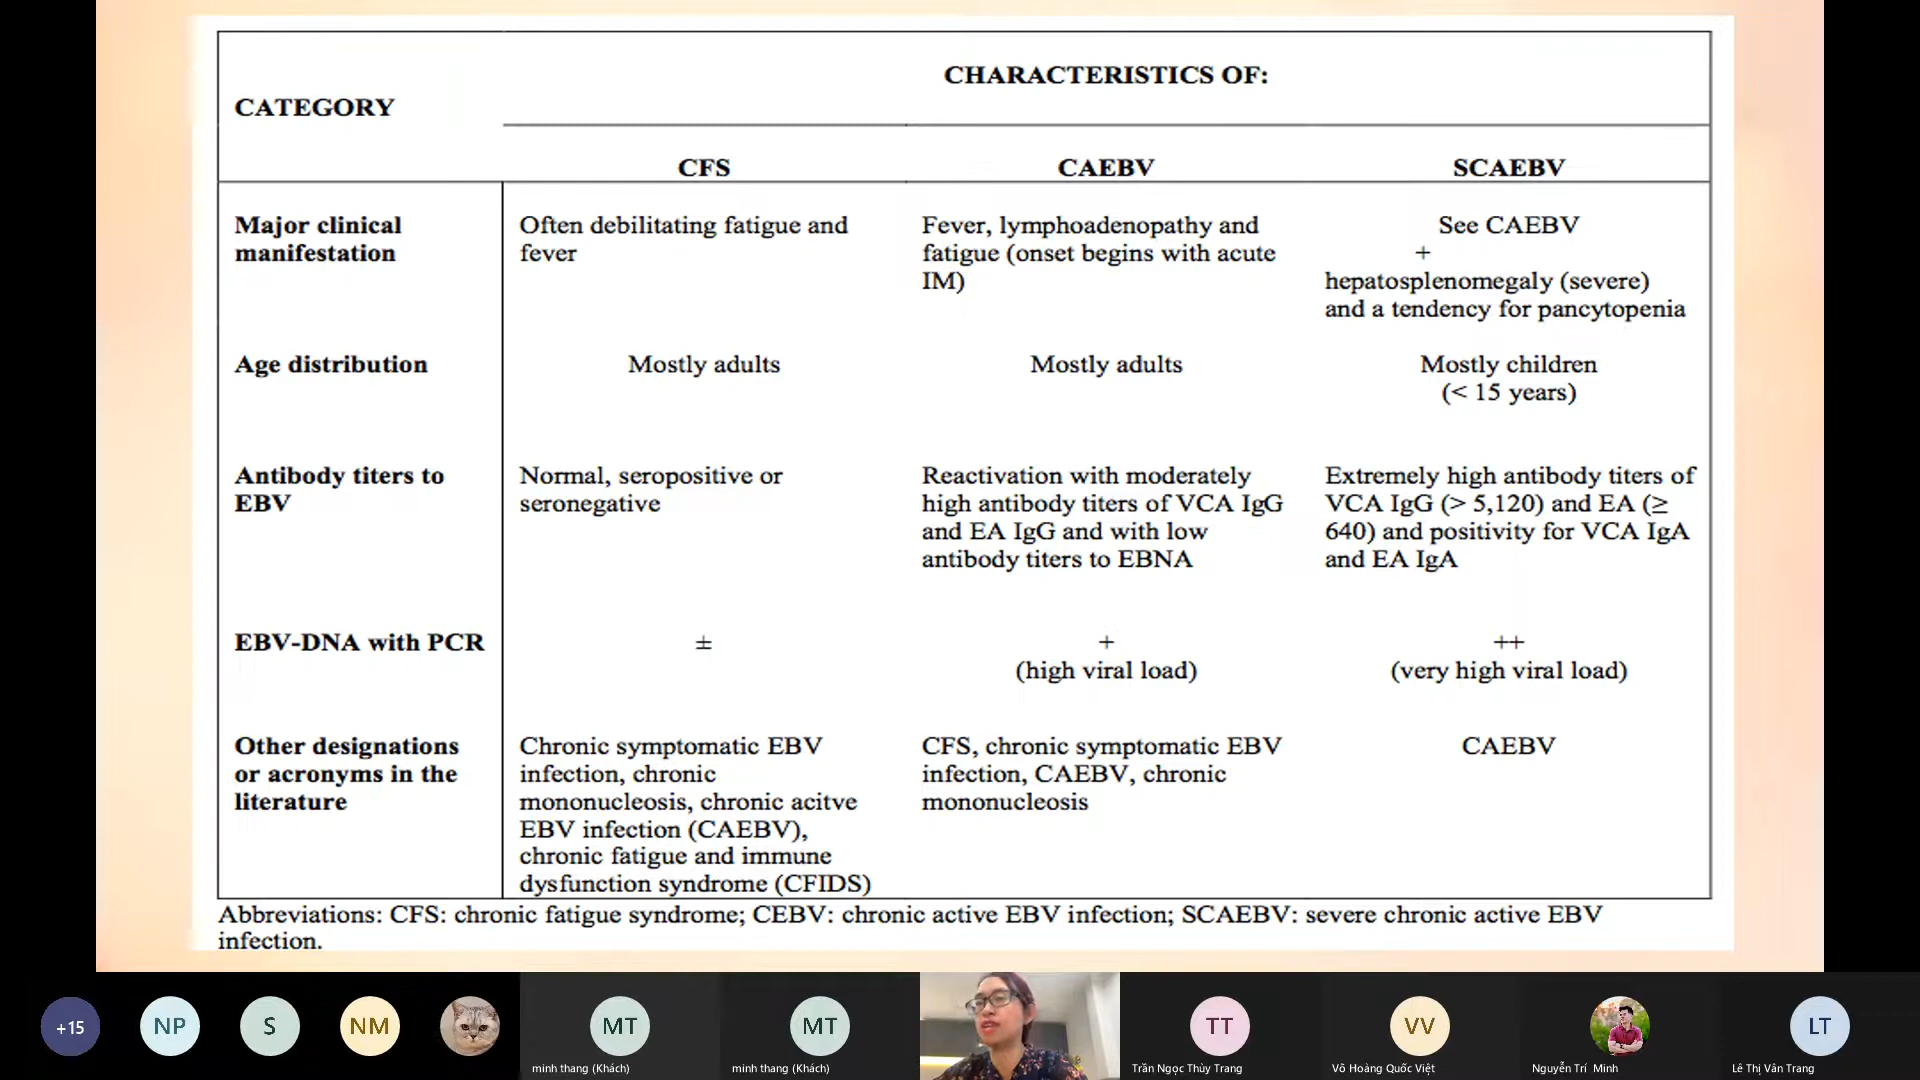 CATEGORY
CHARACTERISTICS OF:
CFS
CAEBV
SCAEBV
Major clinical
manifestation
Often debilitating fatigue and
fever
Fever, lymphoadenopathy and
fatigue (onset begins with acute
IM)
See CAEBV
+
hepatosplenomegaly (severe)
and a tendency for pancytopenia
Age distribution
Mostly adults
Mostly adults
Mostly children
(< 15 years)
Antibody titers to
EBV
Normal, seropositive or
seronegative
Reactivation with moderately
high antibody titers of VCA IgG
and EA IgG and with low
antibody titers to EBNA
Extremely high antibody titers of
VCA IgG (> 5,120) and EA (≥
640) and positivity for VCA IgA
and EA IgA
EBV-DNA with PCR
±
+
(high viral load)
++
(very high viral load)
Other designations
or acronyms in the
literature
Chronic symptomatic EBV
infection, chronic
mononucleosis, chronic acitve
EBV infection (CAEBV),
chronic fatigue and immune
dysfunction syndrome (CFIDS)
CFS, chronic symptomatic EBV
infection, CAEBV, chronic
mononucleosis
CAEBV
Abbreviations: CFS: chronic fatigue syndrome; CEBV: chronic active EBV infection; SCAEBV: severe chronic active EBV
infection.
+15
NP
S
NM
MT
minh thang (Khách)
MT
minh thang (Khách)
TT
Trần Ngọc Thùy Trang
VV
Võ Hoàng Quốc Việt
Nguyễn Trí Minh
LT
Lê Thị Vân Trang